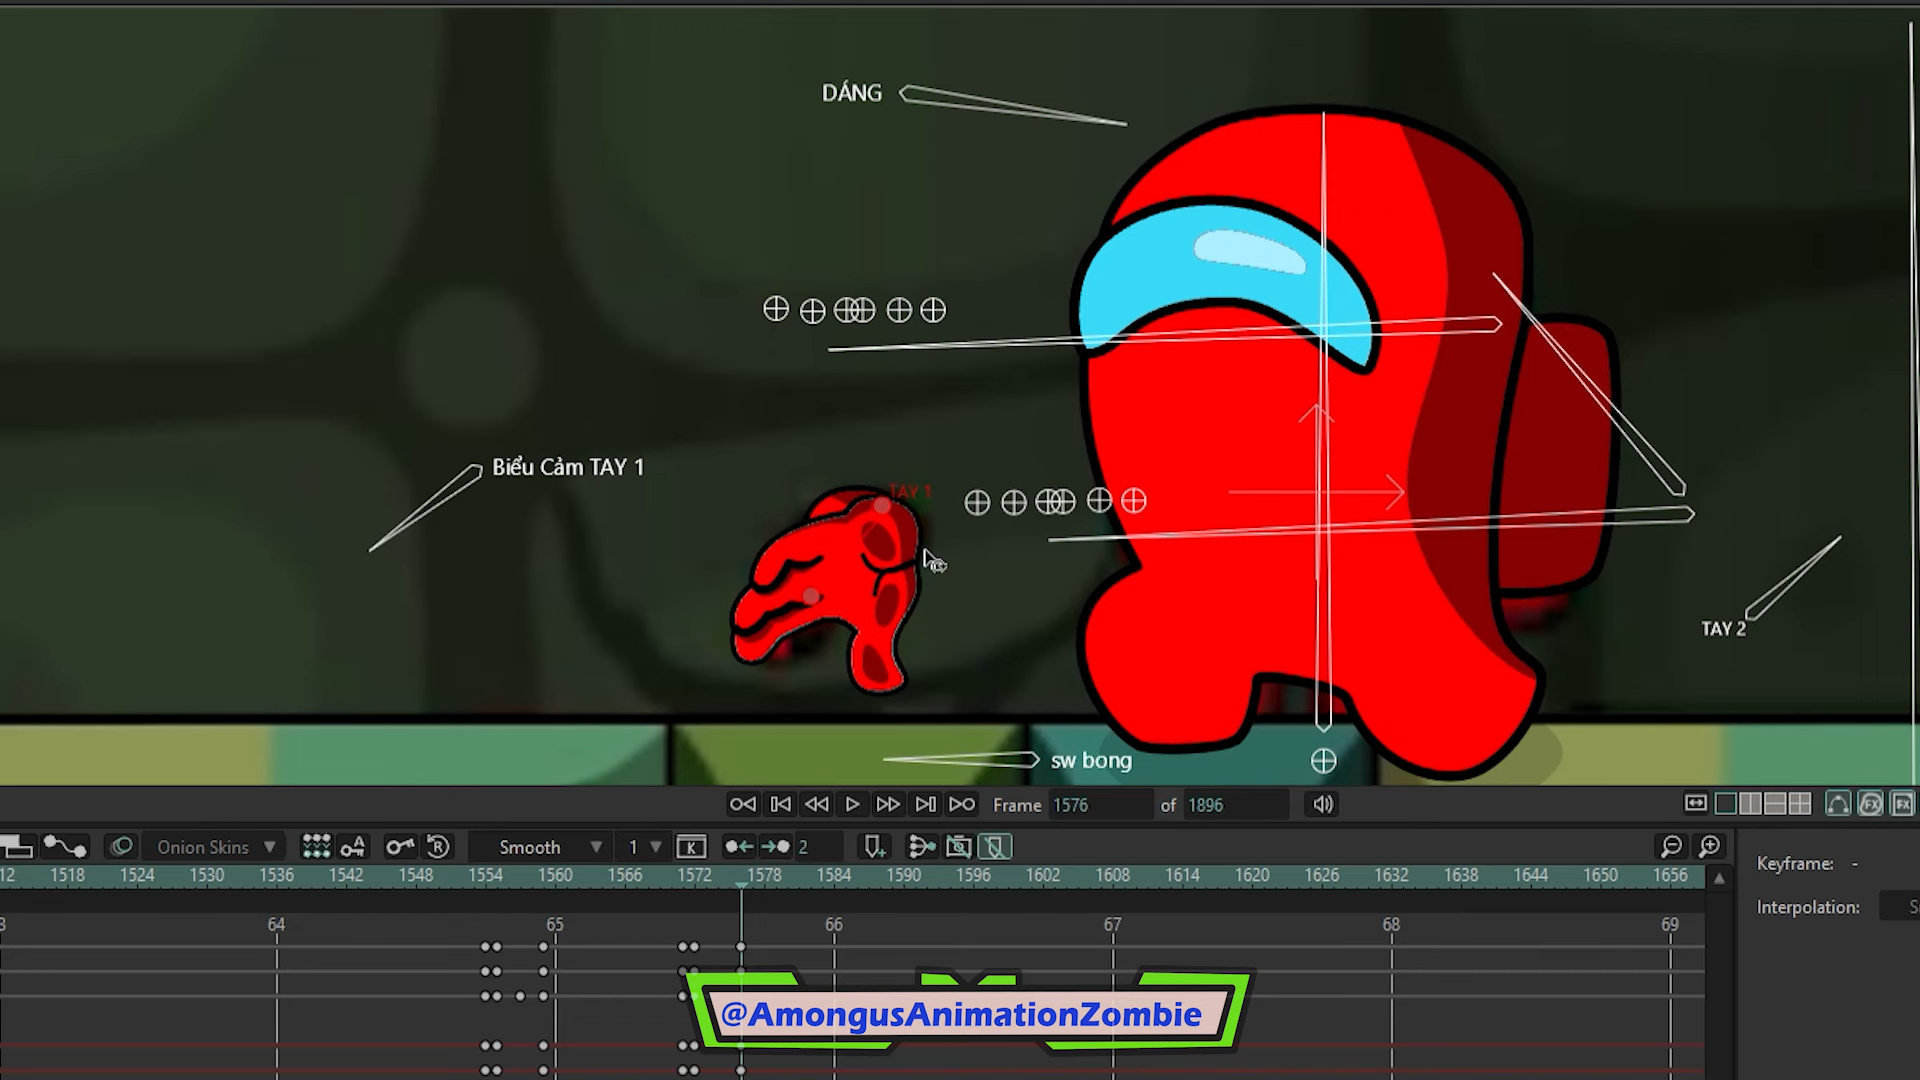 DÁNG
Biểu Cảm TAY 1
TAY 1
TAY 2
sw bong
Frame 1576 of 1896
Onion Skins
Smooth
1
2
12 1518 1524 1530 1536 1542 1548 1554 1560 1566 1572 1578 1584 1590 1596 1602 1608 1614 1620 1626 1632 1638 1644 1650 1656
Keyframe: -
Interpolation: S
3 64 65 66 67 68 69
@AmongusAnimationZombie